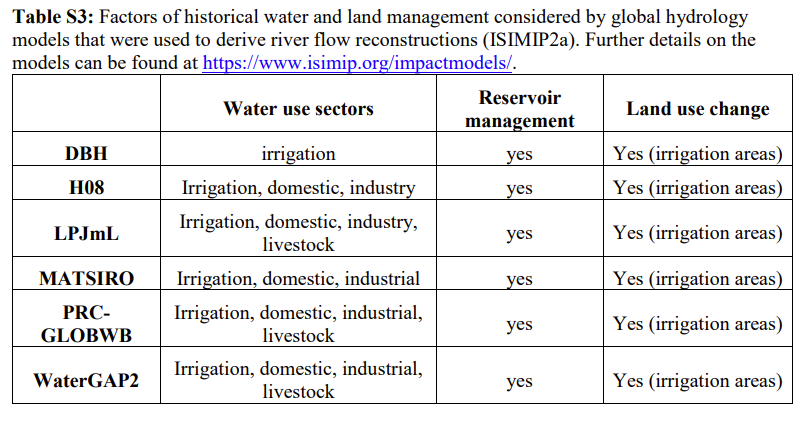 Table S3: Factors of historical water and land management considered by global hydrology
models that were used to derive river flow reconstructions (ISIMIP2a). Further details on the
models can be found at https://www.isimip.org/impactmodels/.
Water use sectors
Reservoir
management
Land use change
DBH
irrigation
yes
Yes (irrigation areas)
H08
Irrigation, domestic, industry
yes
Yes (irrigation areas)
LPJmL
Irrigation, domestic, industry,
livestock
yes
Yes (irrigation areas)
MATSIRO
Irrigation, domestic, industrial
yes
Yes (irrigation areas)
PRC-
GLOBWB
Irrigation, domestic, industrial,
livestock
yes
Yes (irrigation areas)
WaterGAP2
Irrigation, domestic, industrial,
livestock
yes
Yes (irrigation areas)